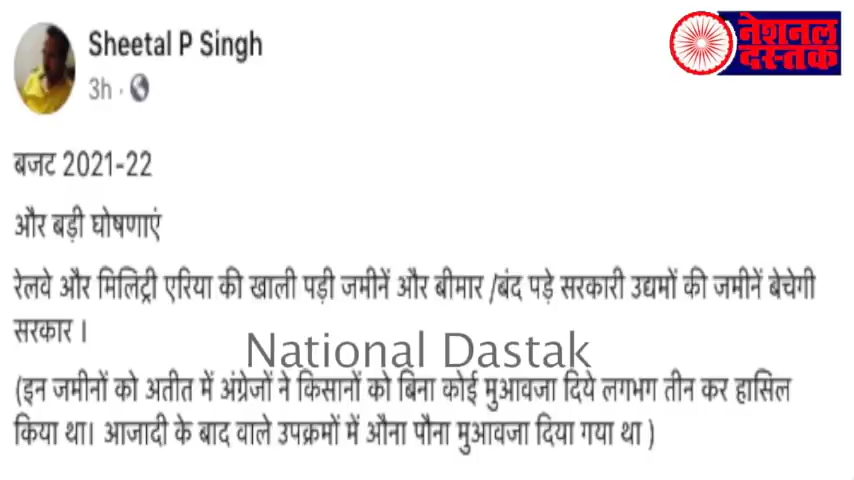 Sheetal P Singh
3h
नेशनल
दस्तक
बजट 2021-22
और बड़ी घोषणाएं
रेलवे और मिलिट्री एरिया की खाली पड़ी जमीनें और बीमार /बंद पड़े सरकारी उद्यमों की जमीनें बेचेगी
सरकार ।
National Dastak
(इन जमीनों को अतीत में अंग्रेजों ने किसानों को बिना कोई मुआवजा दिये लगभग तीन कर हासिल
किया था। आजादी के बाद वाले उपक्रमों में औना पौना मुआवजा दिया गया था )